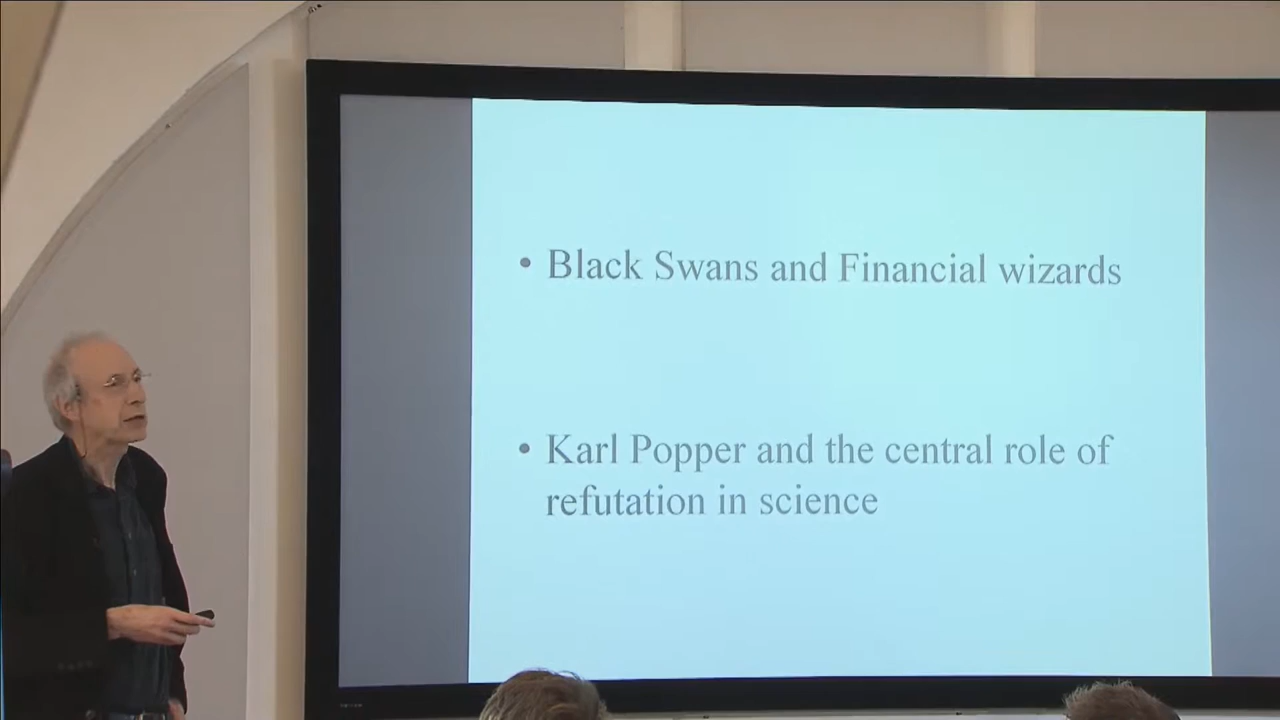 • Black Swans and Financial wizards
• Karl Popper and the central role of
refutation in science